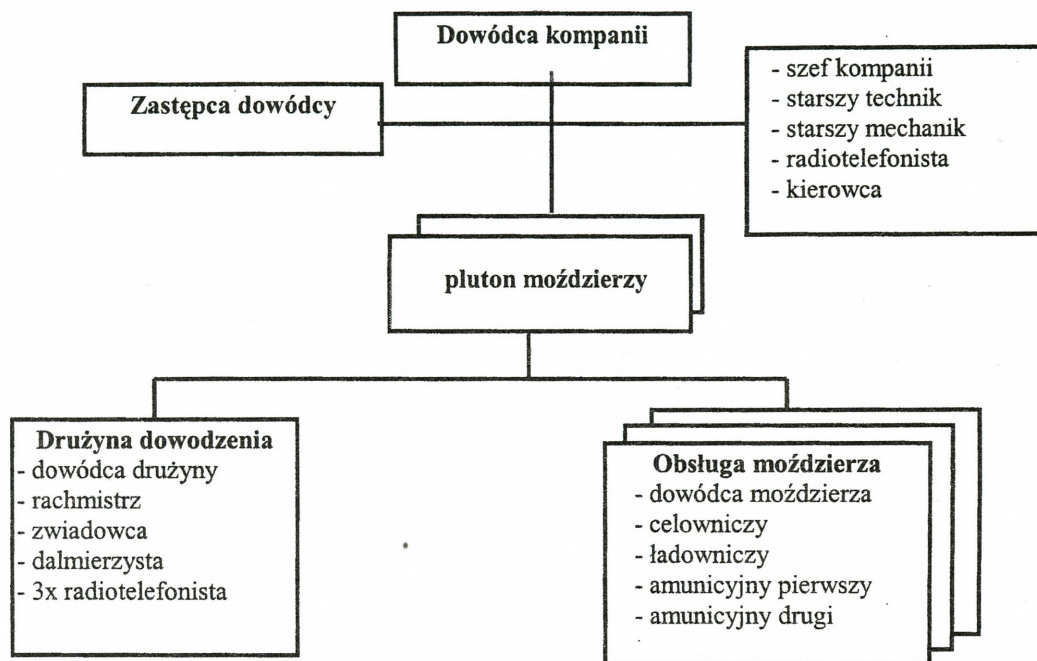 Dowódca kompanii
Zastępca dowódcy
- szef kompanii
- starszy technik
- starszy mechanik
- radiotelefonista
- kierowca
pluton moździerzy
Drużyna dowodzenia
- dowódca drużyny
- rachmistrz
- zwiadowca
- dalmierzysta
- 3x radiotelefonista
Obsługa moździerza
- dowódca moździerza
- celowniczy
- ładowniczy
- amunicyjny pierwszy
- amunicyjny drugi